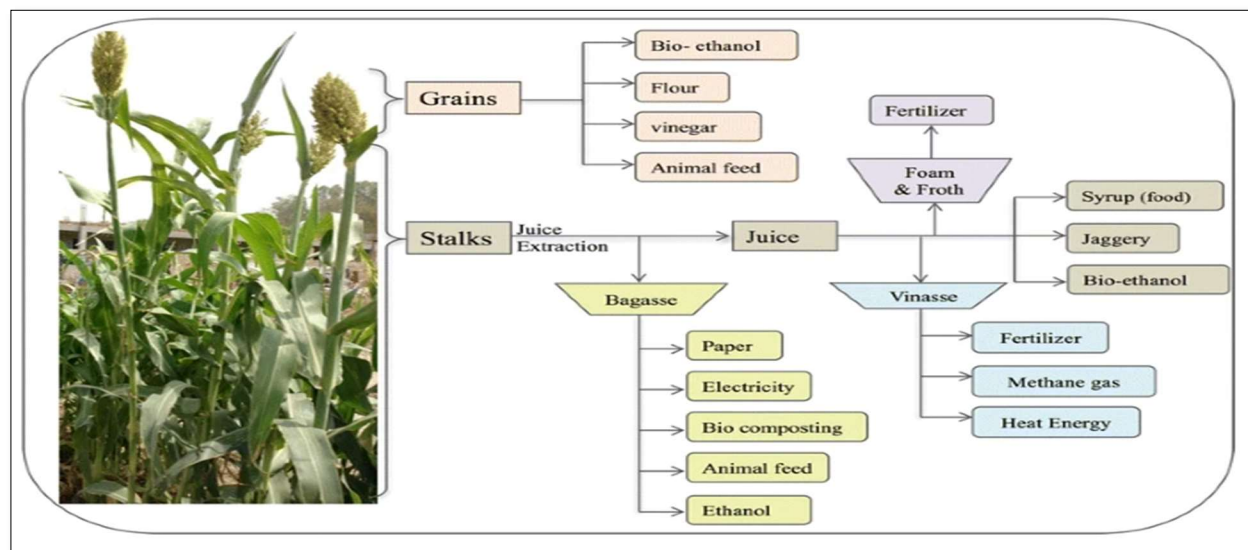 Bio- ethanol
Flour
vinegar
Animal feed
Grains
Fertilizer
Foam
& Froth
Stalks
Juice
Extraction
Juice
Syrup (food)
Jaggery
Bio-ethanol
Bagasse
Vinasse
Paper
Electricity
Bio composting
Animal feed
Ethanol
Fertilizer
Methane gas
Heat Energy